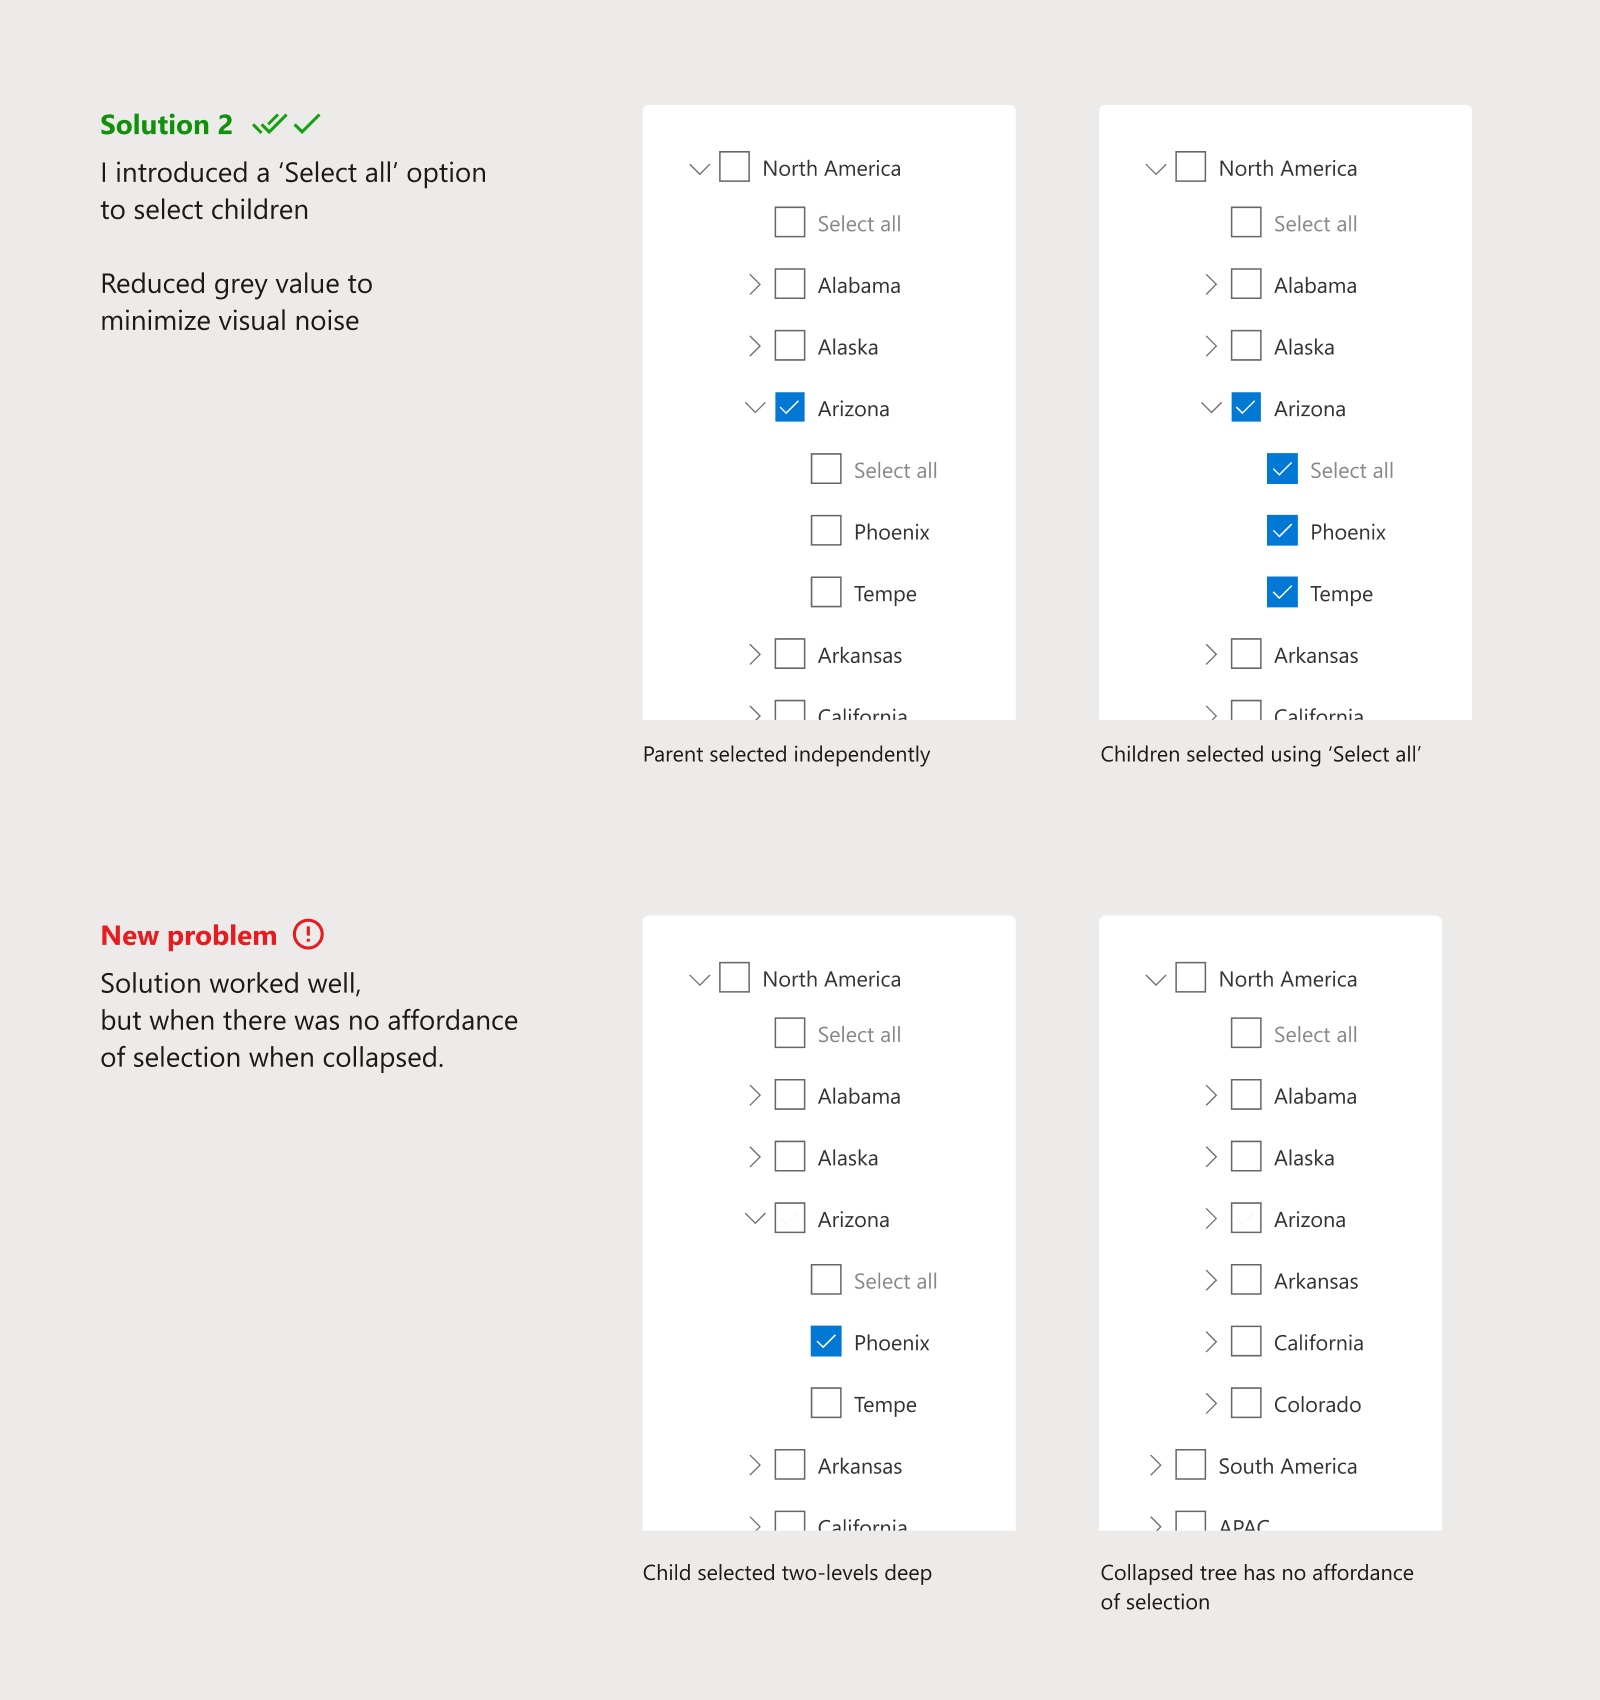 Solution 2
I introduced a ‘Select all’ option
to select children
Reduced grey value to
minimize visual noise
North America
Select all
Alabama
Alaska
Arizona
Select all
Phoenix
Tempe
Arkansas
California
Parent selected independently
North America
Select all
Alabama
Alaska
Arizona
Select all
Phoenix
Tempe
Arkansas
California
Children selected using ‘Select all’
New problem
Solution worked well,
but when there was no affordance
of selection when collapsed.
North America
Select all
Alabama
Alaska
Arizona
Select all
Phoenix
Tempe
Arkansas
California
Child selected two-levels deep
North America
Select all
Alabama
Alaska
Arizona
Arkansas
California
Colorado
South America
APAC
Collapsed tree has no affordance
of selection